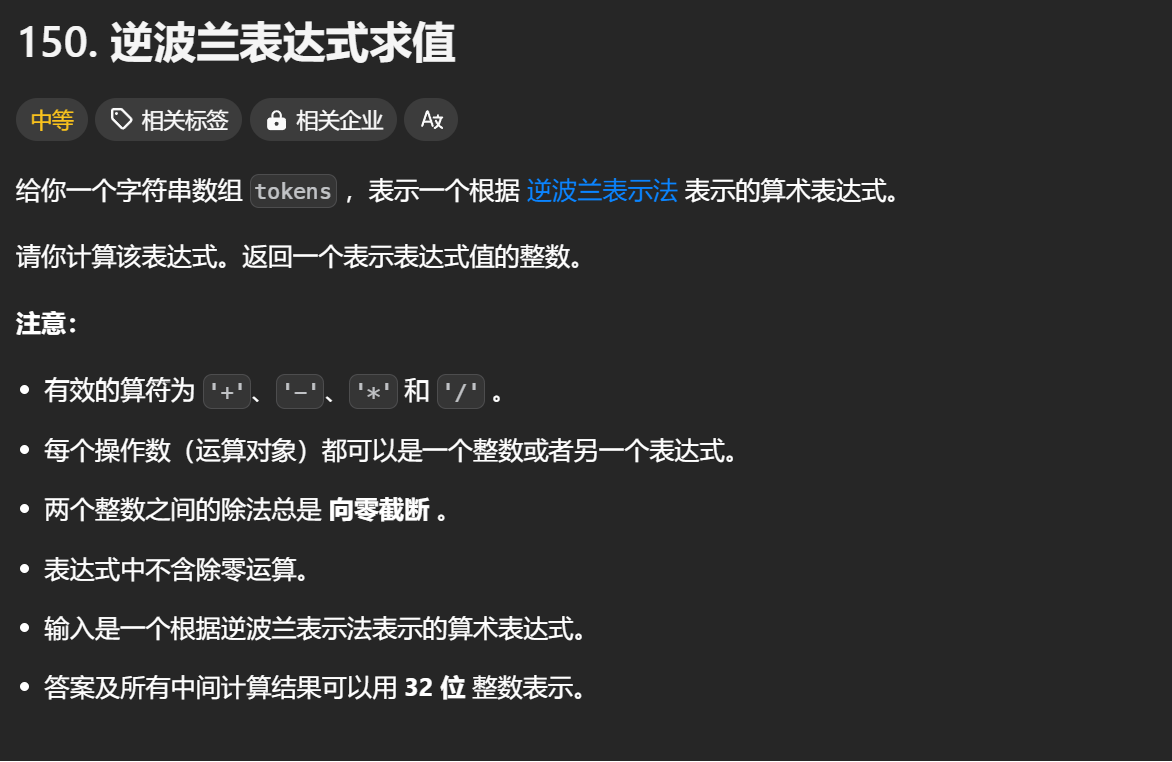 150. 逆波兰表达式求值
中等 相关标签 相关企业
给你一个字符串数组 tokens ，表示一个根据 逆波兰表示法 表示的算术表达式。
请你计算该表达式。返回一个表示表达式值的整数。
注意：
• 有效的算符为 '+'、'-'、'*' 和 '/' 。
• 每个操作数（运算对象）都可以是一个整数或者另一个表达式。
• 两个整数之间的除法总是 向零截断 。
• 表达式中不含除零运算。
• 输入是一个根据逆波兰表示法表示的算术表达式。
• 答案及所有中间计算结果可以用 32 位 整数表示。